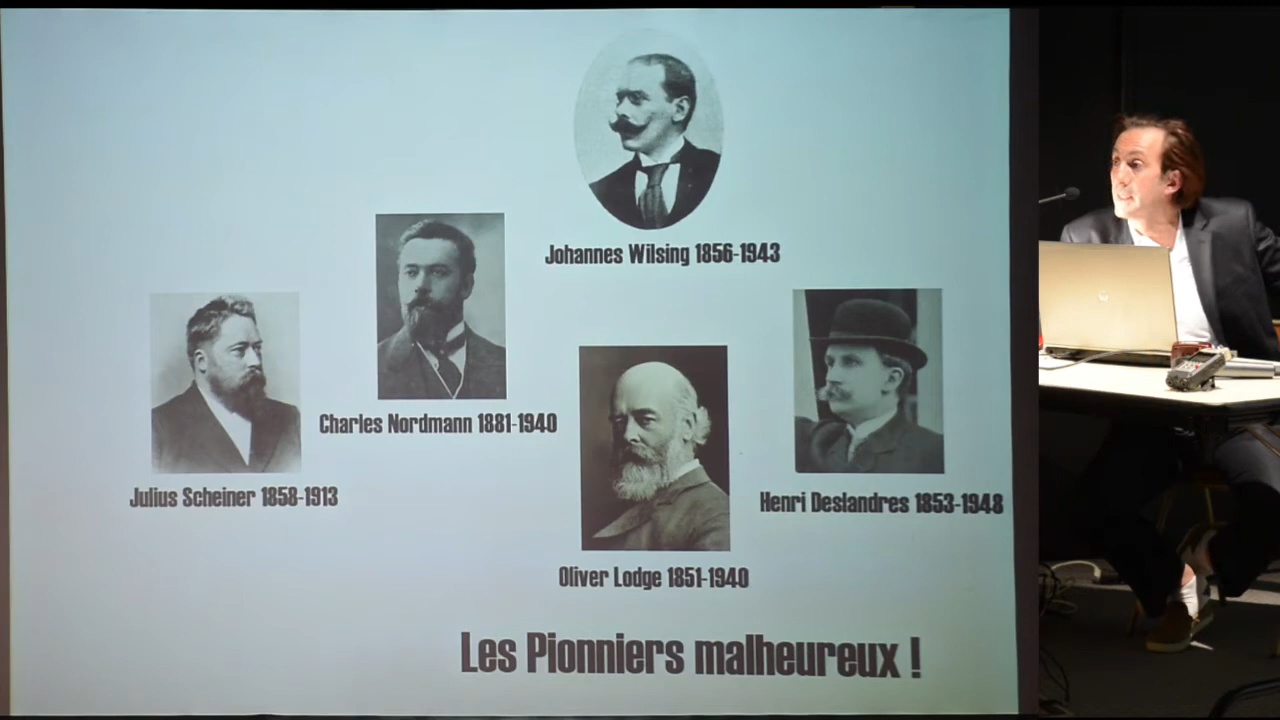 Johannes Wilsing 1856-1943
Charles Nordmann 1881-1940
Julius Scheiner 1858-1913
Henri Deslandres 1853-1948
Oliver Lodge 1851-1940
Les Pionniers malheureux !